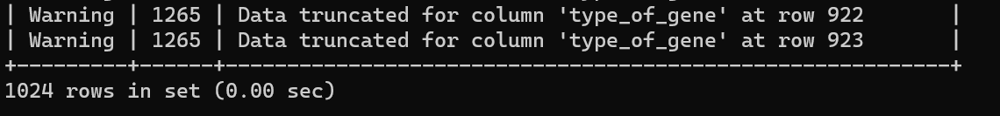 | Warning | 1265 | Data truncated for column 'type_of_gene' at row 922       |
| Warning | 1265 | Data truncated for column 'type_of_gene' at row 923       |
+---------+------+-----------------------------------------------------------+
1024 rows in set (0.00 sec)